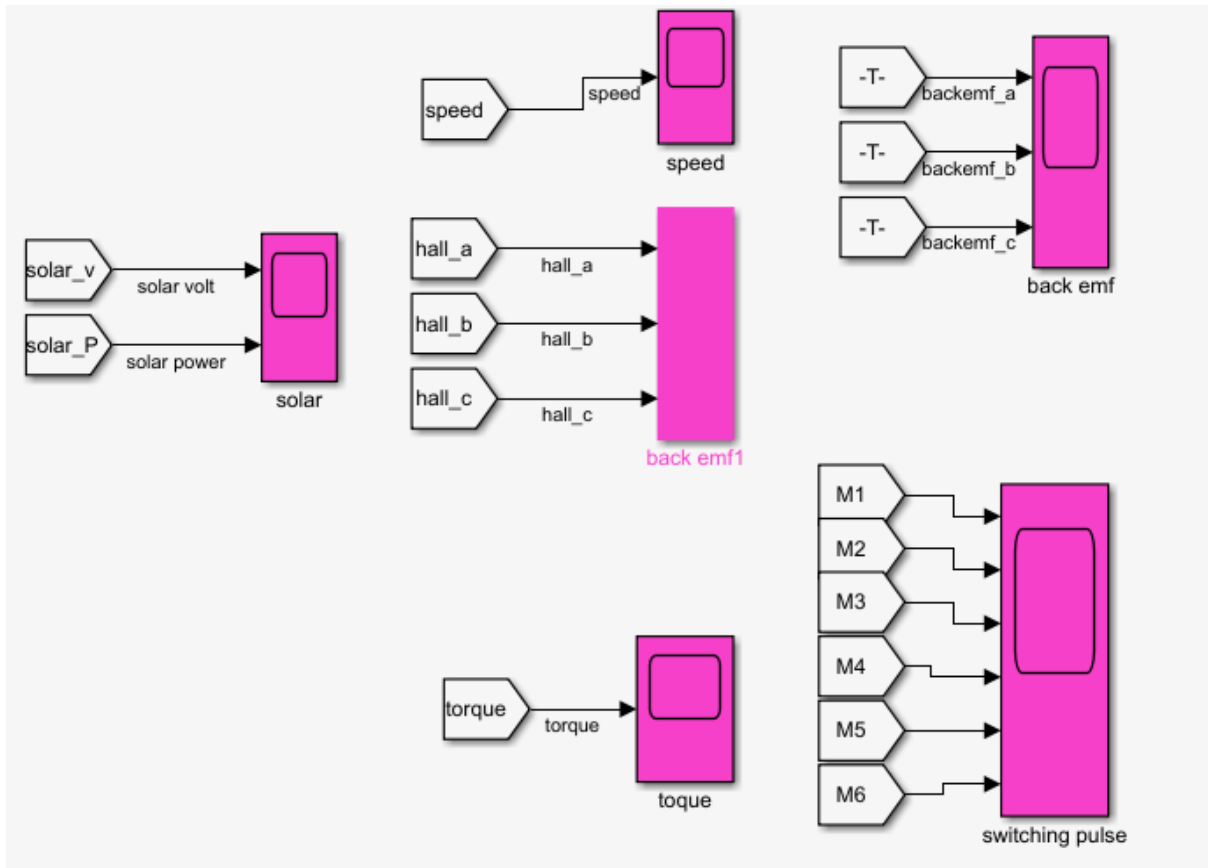 speed
speed
speed
-T-
backemf_a
-T-
backemf_b
-T-
backemf_c
back emf
solar_v
solar volt
solar_P
solar power
solar
hall_a
hall_a
hall_b
hall_b
hall_c
hall_c
back emf1
M1
M2
M3
M4
M5
M6
switching pulse
torque
torque
toque